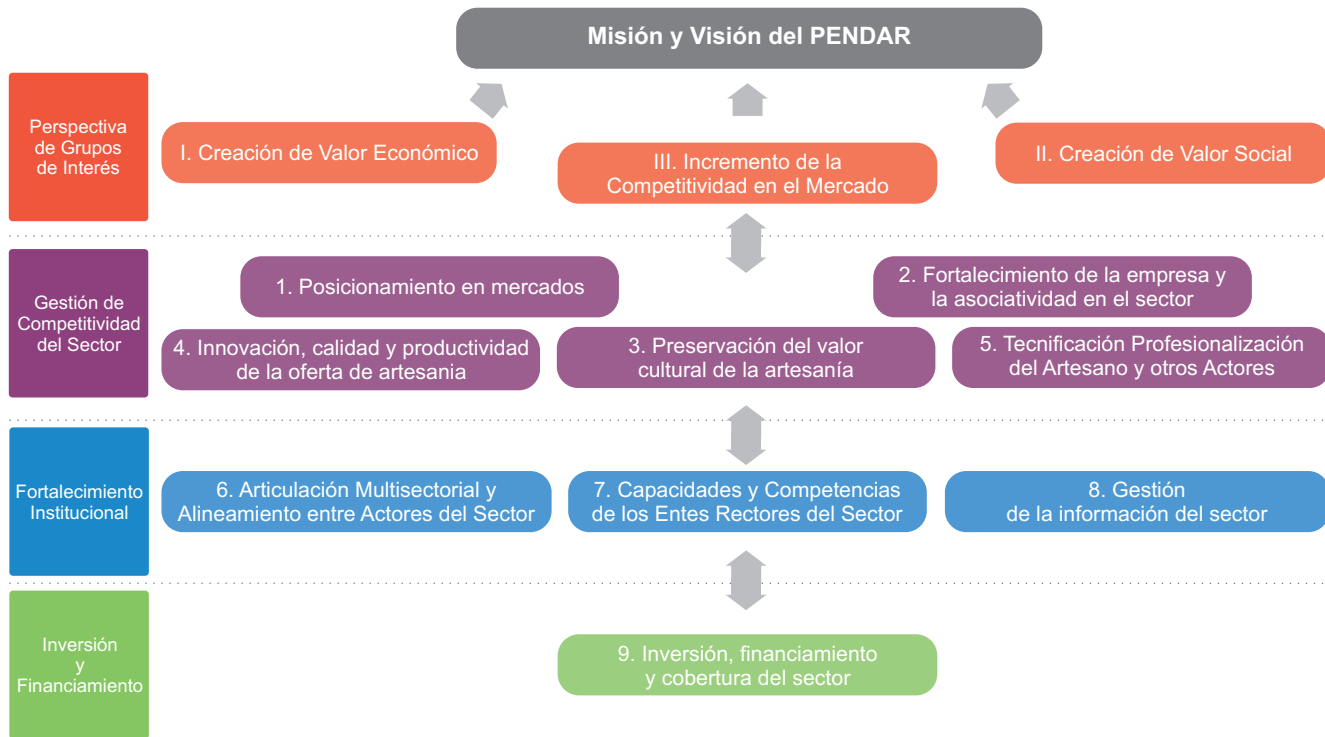 Misión y Visión del PENDAR
Perspectiva
de Grupos
de Interés
I. Creación de Valor Económico
III. Incremento de la
Competitividad en el Mercado
II. Creación de Valor Social
Gestión de
Competitividad
del Sector
1. Posicionamiento en mercados
2. Fortalecimiento de la empresa y
la asociatividad en el sector
4. Innovación, calidad y productividad
de la oferta de artesania
3. Preservación del valor
cultural de la artesanía
5. Tecnificación Profesionalización
del Artesano y otros Actores
Fortalecimiento
Institucional
6. Articulación Multisectorial y
Alineamiento entre Actores del Sector
7. Capacidades y Competencias
de los Entes Rectores del Sector
8. Gestión
de la información del sector
Inversión
y
Financiamiento
9. Inversión, financiamiento
y cobertura del sector